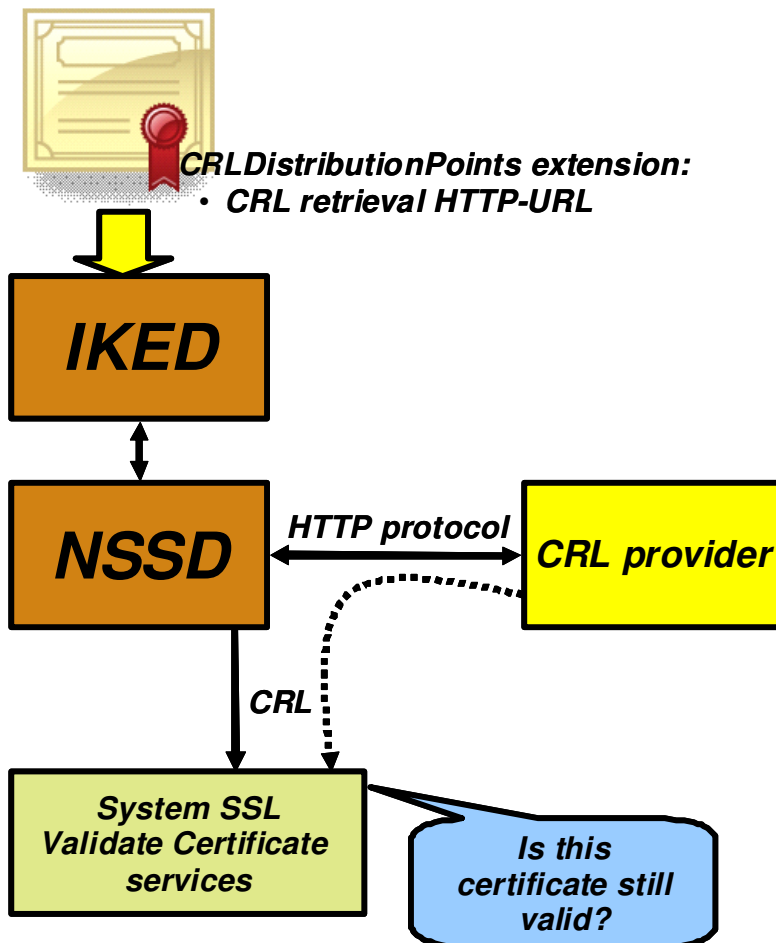 CRLDistributionPoints extension:
• CRL retrieval HTTP-URL
IKED
NSSD
HTTP protocol
CRL provider
CRL
System SSL
Validate Certificate
services
Is this
certificate still
valid?